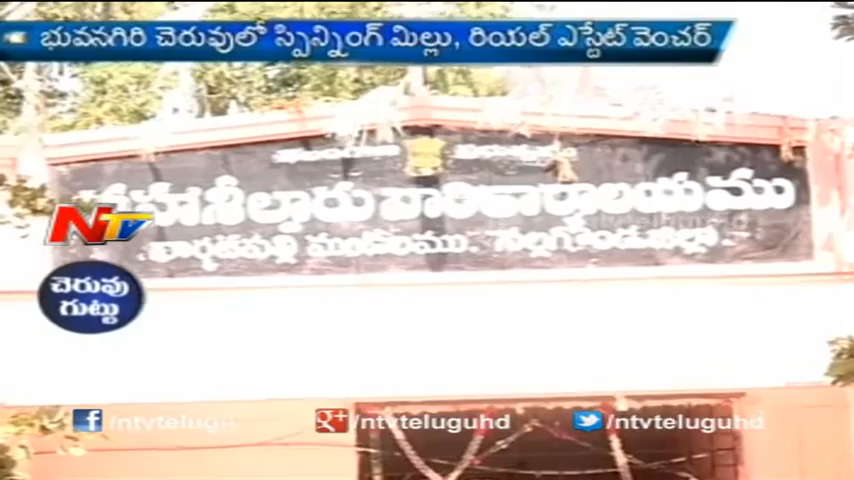 భువనగిరి చెరువులో స్పిన్నింగ్ మిల్లు, రియల్ ఎస్టేట్ వెంచర్
తహసీల్దారు వారి కార్యాలయము
మండలము. నల్లగొండ జిల్లా.
NTV
చెరువు
గుట్టు
/ntvtelugu
/ntvteluguhd
/ntvteluguhd